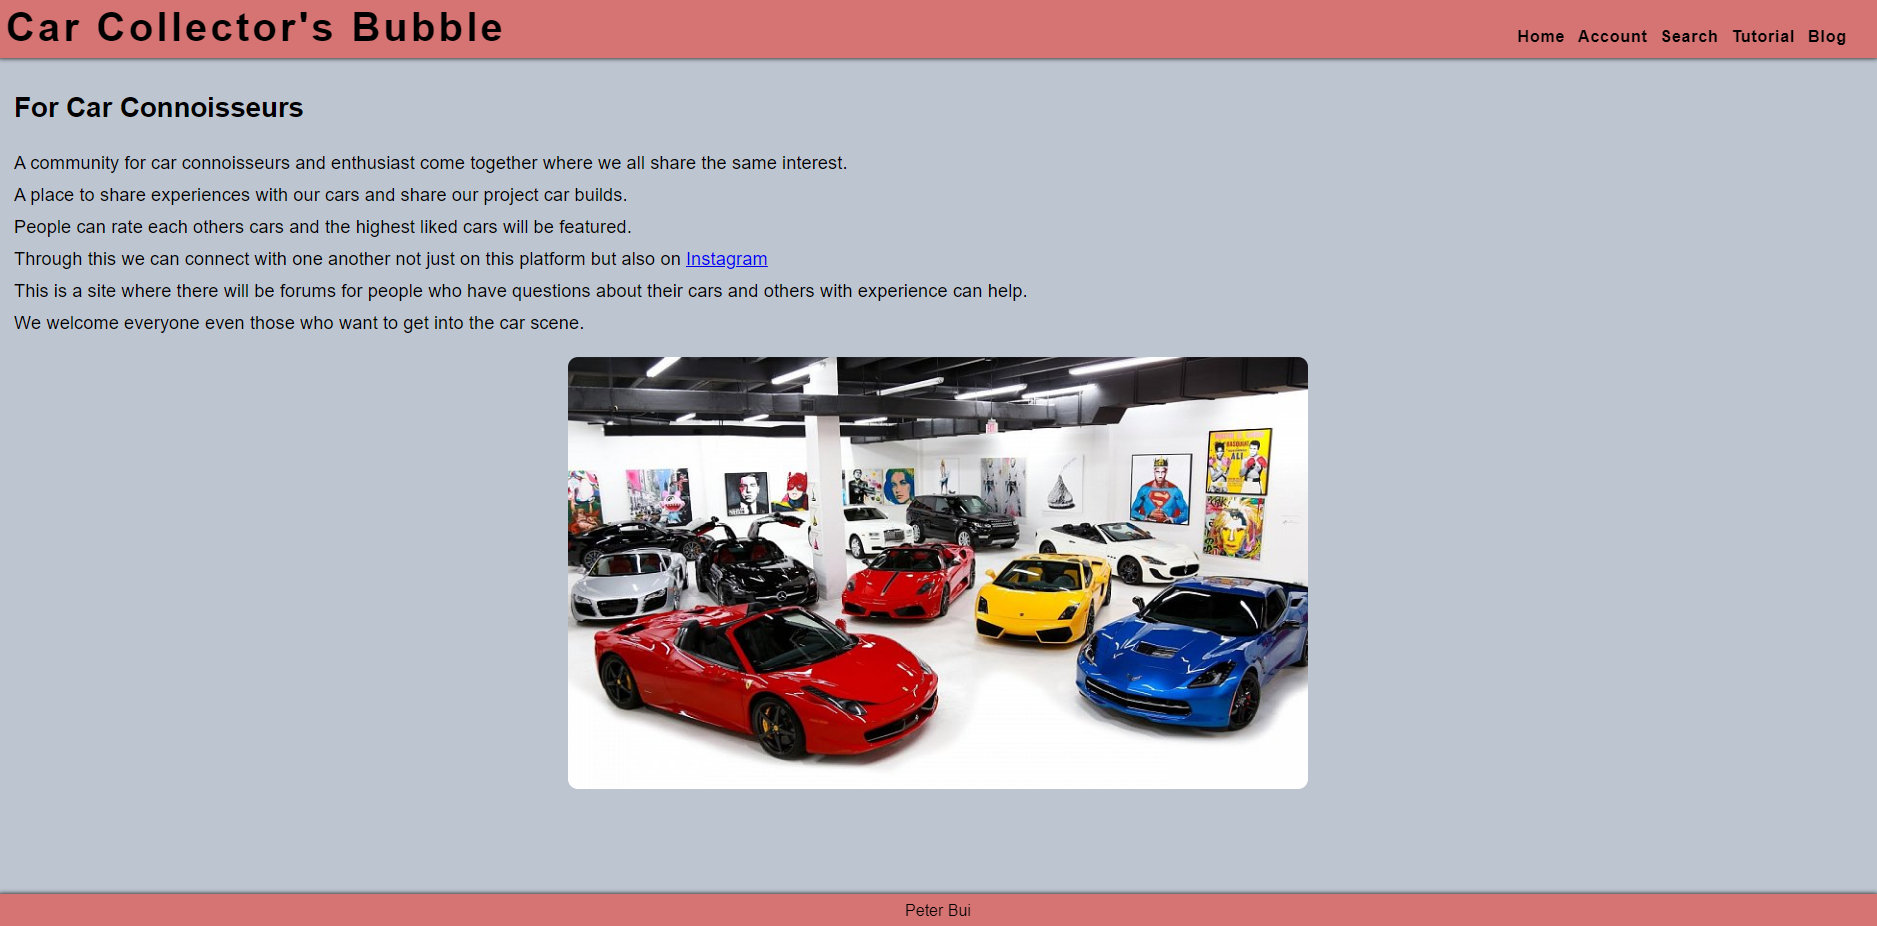 Car Collector's Bubble
Home Account Search Tutorial Blog
For Car Connoisseurs
A community for car connoisseurs and enthusiast come together where we all share the same interest.
A place to share experiences with our cars and share our project car builds.
People can rate each others cars and the highest liked cars will be featured.
Through this we can connect with one another not just on this platform but also on Instagram
This is a site where there will be forums for people who have questions about their cars and others with experience can help.
We welcome everyone even those who want to get into the car scene.
ALI
Peter Bui